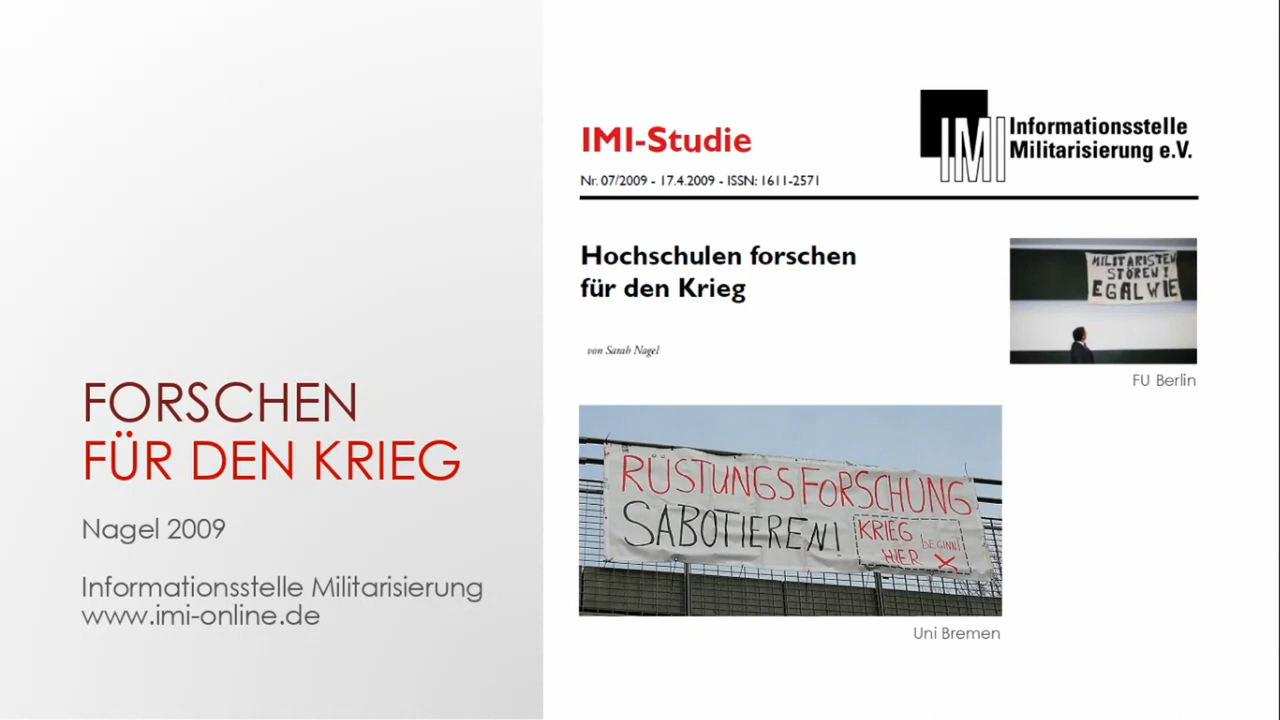 FORSCHEN
FÜR DEN KRIEG
Nagel 2009
Informationsstelle Militarisierung
www.imi-online.de
IMI-Studie
Nr. 07/2009 - 17.4.2009 - ISSN: 1611-2571
IMI
Informationsstelle
Militarisierung e.V.
Hochschulen forschen
für den Krieg
von Sarah Nagel
MILITARISTEN
STÖREN!
EGAL WIE
FU Berlin
RÜSTUNGSFORSCHUNG
SABOTIEREN!
KRIEG
BEGINNT
HIER
Uni Bremen